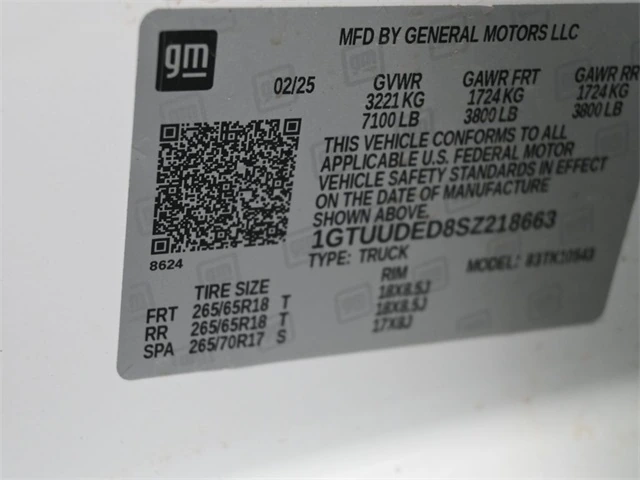 gm
MFD BY GENERAL MOTORS LLC
02/25 GVWR GAWR FRT GAWR RR
3221 KG 1724 KG 1724 KG
7100 LB 3800 LB 3800 LB
THIS VEHICLE CONFORMS TO ALL
APPLICABLE U.S. FEDERAL MOTOR
VEHICLE SAFETY STANDARDS IN EFFECT
ON THE DATE OF MANUFACTURE
SHOWN ABOVE.
1GTUUDED8SZ218663
8624
TYPE: TRUCK MODEL:
TIRE SIZE RIM
FRT 265/65R18 T 18X8.5J
RR 265/65R18 T 18X8.5J
SPA 265/70R17 S 17X8J